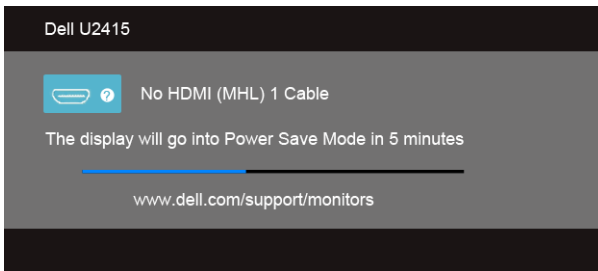 Dell U2415
?
No HDMI (MHL) 1 Cable
The display will go into Power Save Mode in 5 minutes
www.dell.com/support/monitors